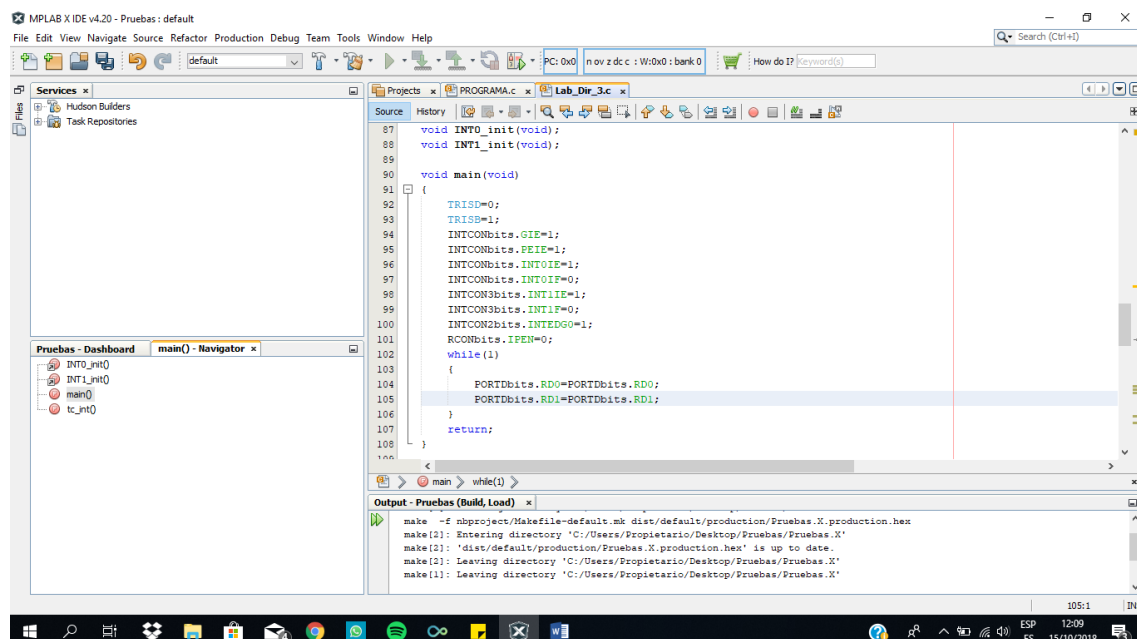 MPLAB X IDE v4.20 - Pruebas : default
File Edit View Navigate Source Refactor Production Debug Team Tools Window Help
Search (Ctrl+I)
default
PC: 0x0
n ov z dc c : W:0x0 : bank 0
How do I?
Keyword(s)
Files
Services
Hudson Builders
Task Repositories
Projects
PROGRAMA.c
Lab_Dir_3.c
Source
History
87 void INT0_init(void);
88 void INT1_init(void);
89
90 void main(void)
91 {
92 TRISD=0;
93 TRISB=1;
94 INTCONbits.GIE=1;
95 INTCONbits.PEIE=1;
96 INTCONbits.INT0IE=1;
97 INTCONbits.INT0IF=0;
98 INTCON3bits.INT1IE=1;
99 INTCON3bits.INT1F=0;
100 INTCON2bits.INTEDG0=1;
101 RCONbits.IPEN=0;
102 while(1)
103 {
104 PORTDbits.RD0=PORTDbits.RD0;
105 PORTDbits.RD1=PORTDbits.RD1;
106 }
107 return;
108 }
109
main
while(1)
Pruebas - Dashboard
main() - Navigator
INT0_init()
INT1_init()
main()
tc_int()
Output - Pruebas (Build, Load)
make -f nbproject/Makefile-default.mk dist/default/production/Pruebas.X.production.hex
make[2]: Entering directory 'C:/Users/Propietario/Desktop/Pruebas/Pruebas.X'
make[2]: 'dist/default/production/Pruebas.X.production.hex' is up to date.
make[2]: Leaving directory 'C:/Users/Propietario/Desktop/Pruebas/Pruebas.X'
make[1]: Leaving directory 'C:/Users/Propietario/Desktop/Pruebas/Pruebas.X'
105:1
IN
ESP
ES
12:09
15/10/2018